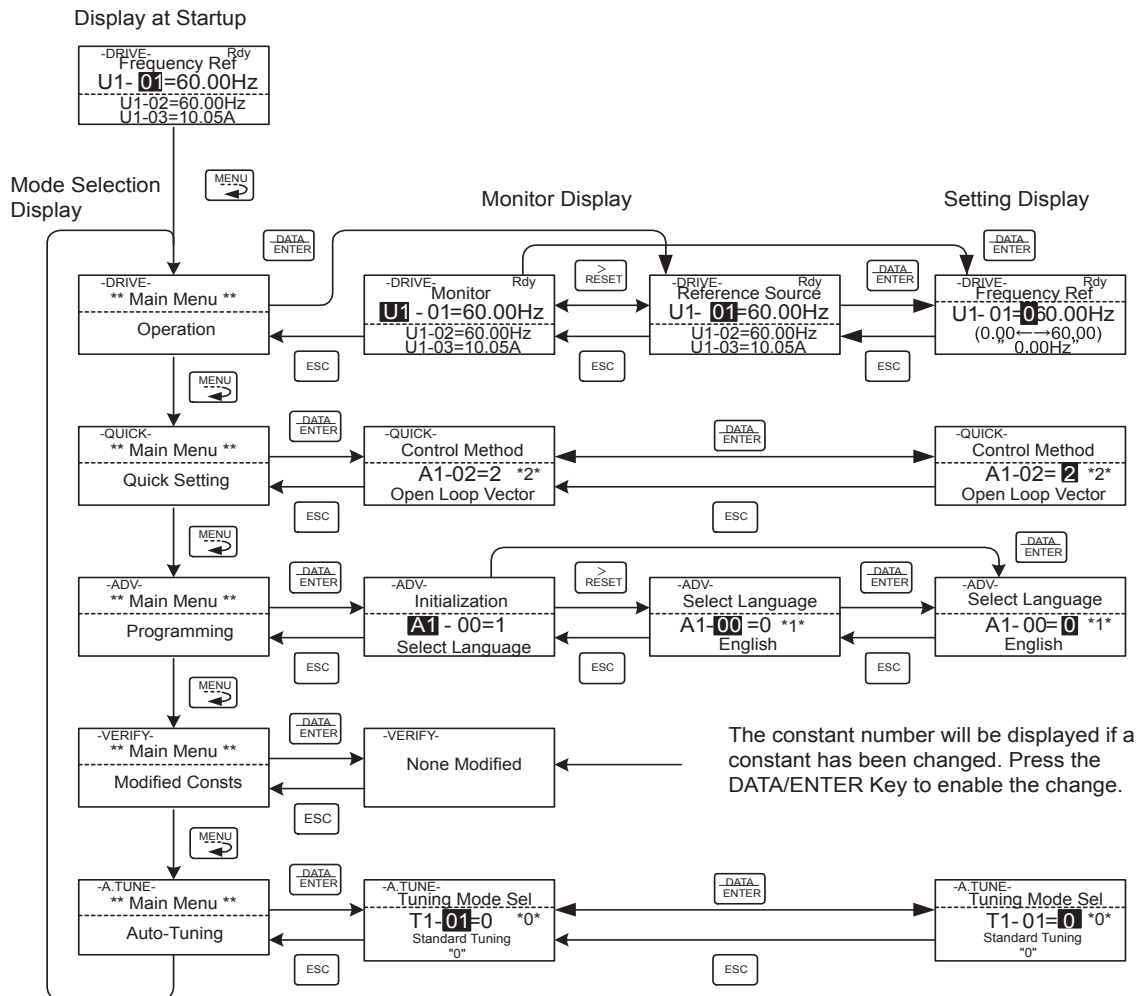 Display at Startup
-DRIVE- Rdy
Frequency Ref
U1- 01=60.00Hz
U1-02=60.00Hz
U1-03=10.05A
MENU
Mode Selection
Display
Monitor Display
Setting Display
DATA
ENTER
DATA
ENTER
-DRIVE-
** Main Menu **
Operation
-DRIVE- Rdy
Monitor
U1 - 01=60.00Hz
U1-02=60.00Hz
U1-03=10.05A
>
RESET
-DRIVE- Rdy
Reference Source
U1- 01=60.00Hz
U1-02=60.00Hz
U1-03=10.05A
DATA
ENTER
-DRIVE- Rdy
Frequency Ref
U1- 01=060.00Hz
(0.00←→60.00)
" 0.00Hz"
ESC
ESC
ESC
MENU
-QUICK-
** Main Menu **
Quick Setting
DATA
ENTER
-QUICK-
Control Method
A1-02=2 *2*
Open Loop Vector
DATA
ENTER
-QUICK-
Control Method
A1-02= 2 *2*
Open Loop Vector
ESC
ESC
MENU
DATA
ENTER
-ADV-
** Main Menu **
Programming
DATA
ENTER
-ADV-
Initialization
A1 - 00=1
Select Language
>
RESET
-ADV-
Select Language
A1-00 =0 *1*
English
DATA
ENTER
-ADV-
Select Language
A1- 00= 0 *1*
English
ESC
ESC
ESC
MENU
-VERIFY-
** Main Menu **
Modified Consts
DATA
ENTER
-VERIFY-
None Modified
The constant number will be displayed if a
constant has been changed. Press the
DATA/ENTER Key to enable the change.
ESC
MENU
-A.TUNE-
** Main Menu **
Auto-Tuning
DATA
ENTER
-A.TUNE-
Tuning Mode Sel
T1-01=0 *0*
Standard Tuning
"0"
DATA
ENTER
-A.TUNE-
Tuning Mode Sel
T1- 01= 0 *0*
Standard Tuning
"0"
ESC
ESC